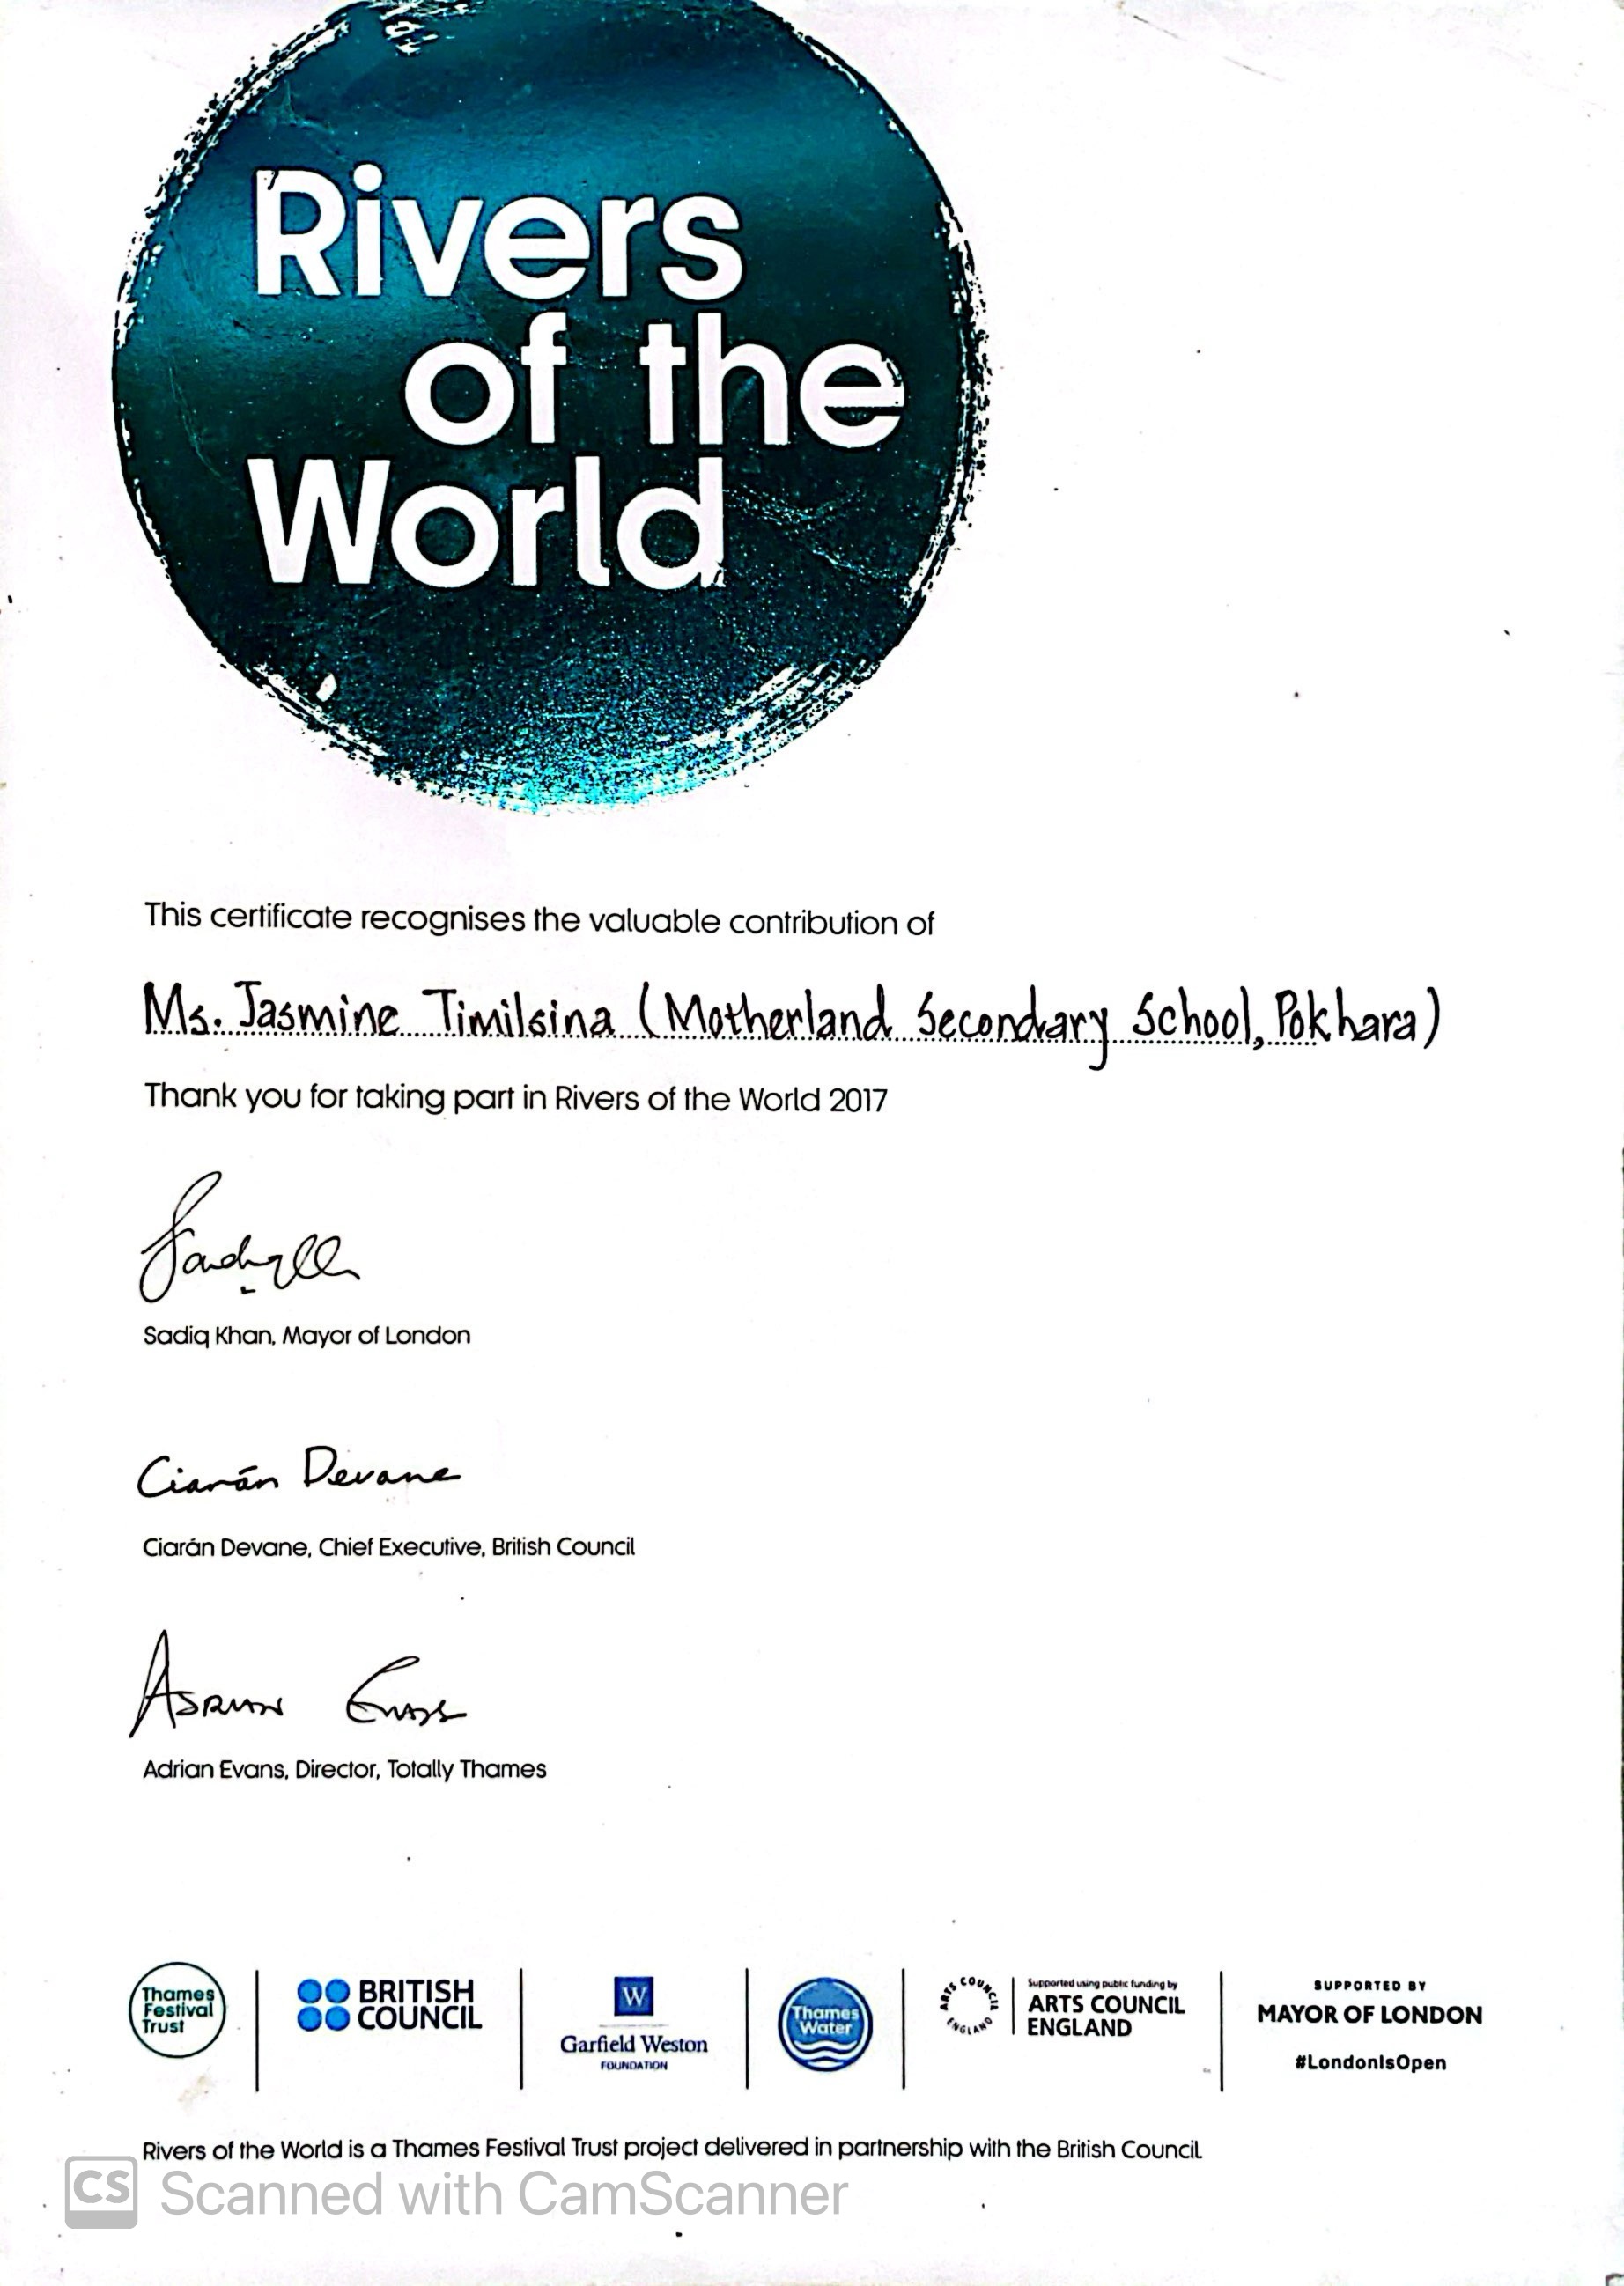 Rivers
of the
World
This certificate recognises the valuable contribution of
Ms. Jasmine Timilsina (Motherland Secondary School, Pokhara)
Thank you for taking part in Rivers of the World 2017
Sadiq Khan, Mayor of London
Ciarán Devane
Ciarán Devane, Chief Executive, British Council
Adrian Evans
Adrian Evans, Director, Totally Thames
Thames
Festival
Trust
BRITISH
COUNCIL
W
Garfield Weston
FOUNDATION
Thames
Water
ARTS COUNCIL ENGLAND
Supported using public funding by
ARTS COUNCIL
ENGLAND
SUPPORTED BY
MAYOR OF LONDON
#LondonIsOpen
Rivers of the World is a Thames Festival Trust project delivered in partnership with the British Council
CS Scanned with CamScanner